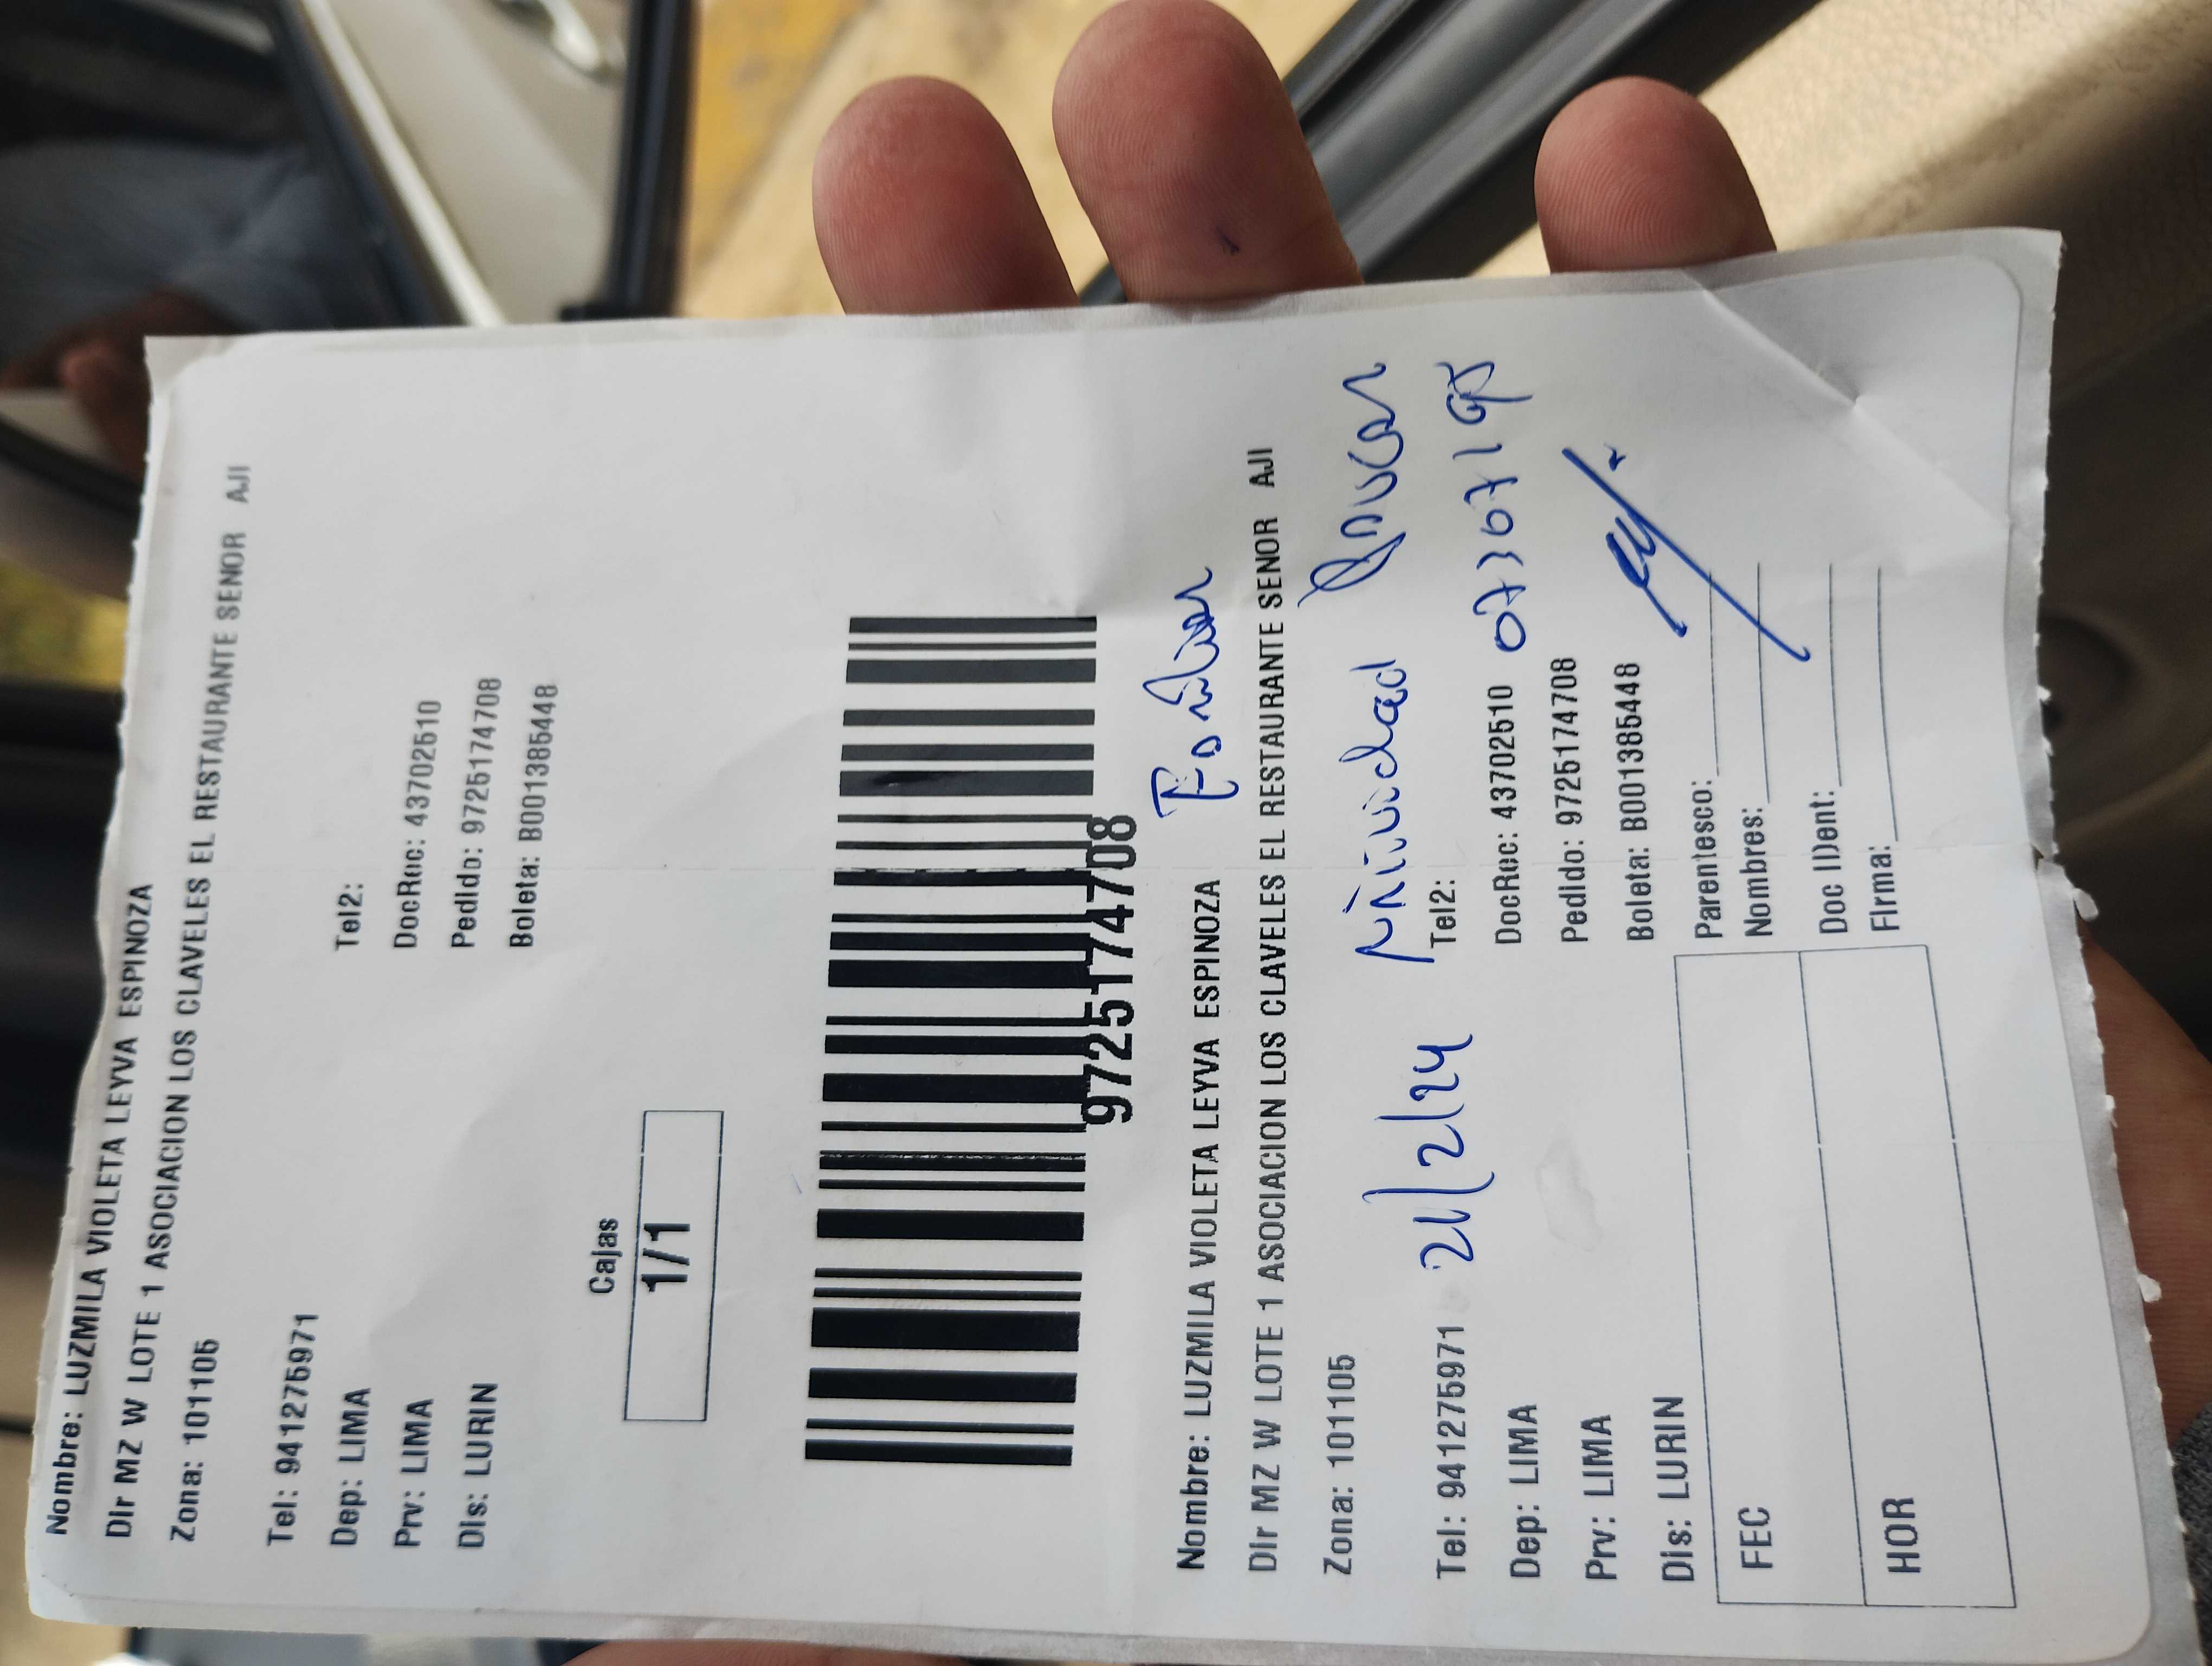 Nombre: LUZMILA VIOLETA LEYVA ESPINOZA
Dir MZ W LOTE 1 ASOCIACION LOS CLAVELES EL RESTAURANTE SENOR AJI
Zona: 101105
Tel: 941275971 Tel2:
Dep: LIMA DocRec: 43702510
Prv: LIMA Pedido: 9725174708
Dis: LURIN Boleta: B001385448
Cajas
1/1
9725174708
Nombre: LUZMILA VIOLETA LEYVA ESPINOZA
Dir MZ W LOTE 1 ASOCIACION LOS CLAVELES EL RESTAURANTE SENOR AJI
Zona: 101105
Tel: 941275971 21/2/24 Tel2:
Dep: LIMA DocRec: 43702510
Prv: LIMA Pedido: 9725174708
Dis: LURIN Boleta: B001385448
FEC Parentesco:
Nombres:
HOR Doc IDent:
Firma: